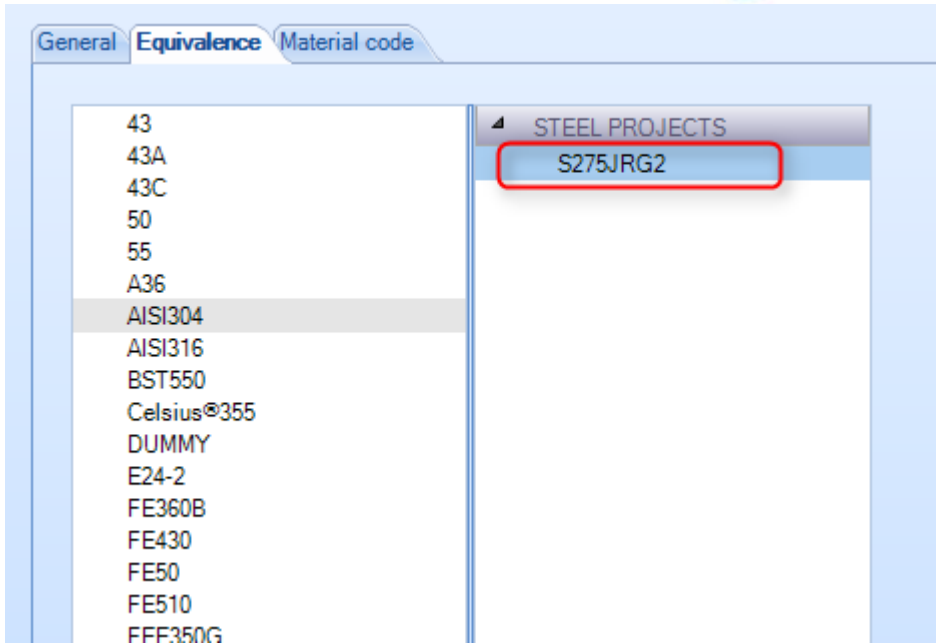 General Equivalence Material code
43
43A
43C
50
55
A36
AISI304
AISI316
BST550
Celsius®355
DUMMY
E24-2
FE360B
FE430
FE50
FE510
STEEL PROJECTS
S275JRG2